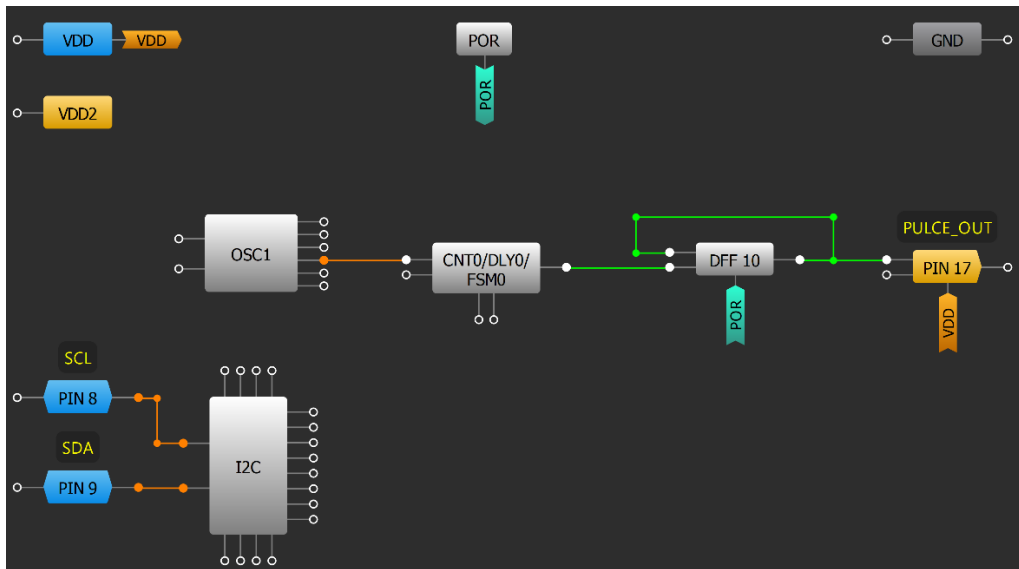 VDD
VDD
POR
GND
POR
VDD2
PULCE_OUT
OSC1
CNT0/DLY0/
FSM0
DFF 10
PIN 17
POR
VDD
SCL
PIN 8
SDA
PIN 9
I2C